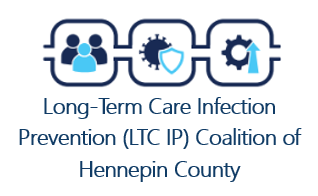 Long-Term Care Infection
Prevention (LTC IP) Coalition of
Hennepin County